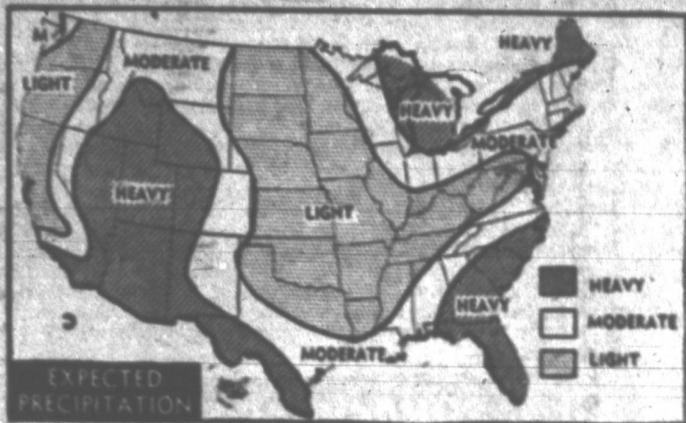 M
HEAVY
MODERATE
LIGHT
HEAVY
MODERATE
HEAVY
LIGHT
HEAVY
HEAVY
MODERATE
MODERATE
LIGHT
EXPECTED
PRECIPITATION